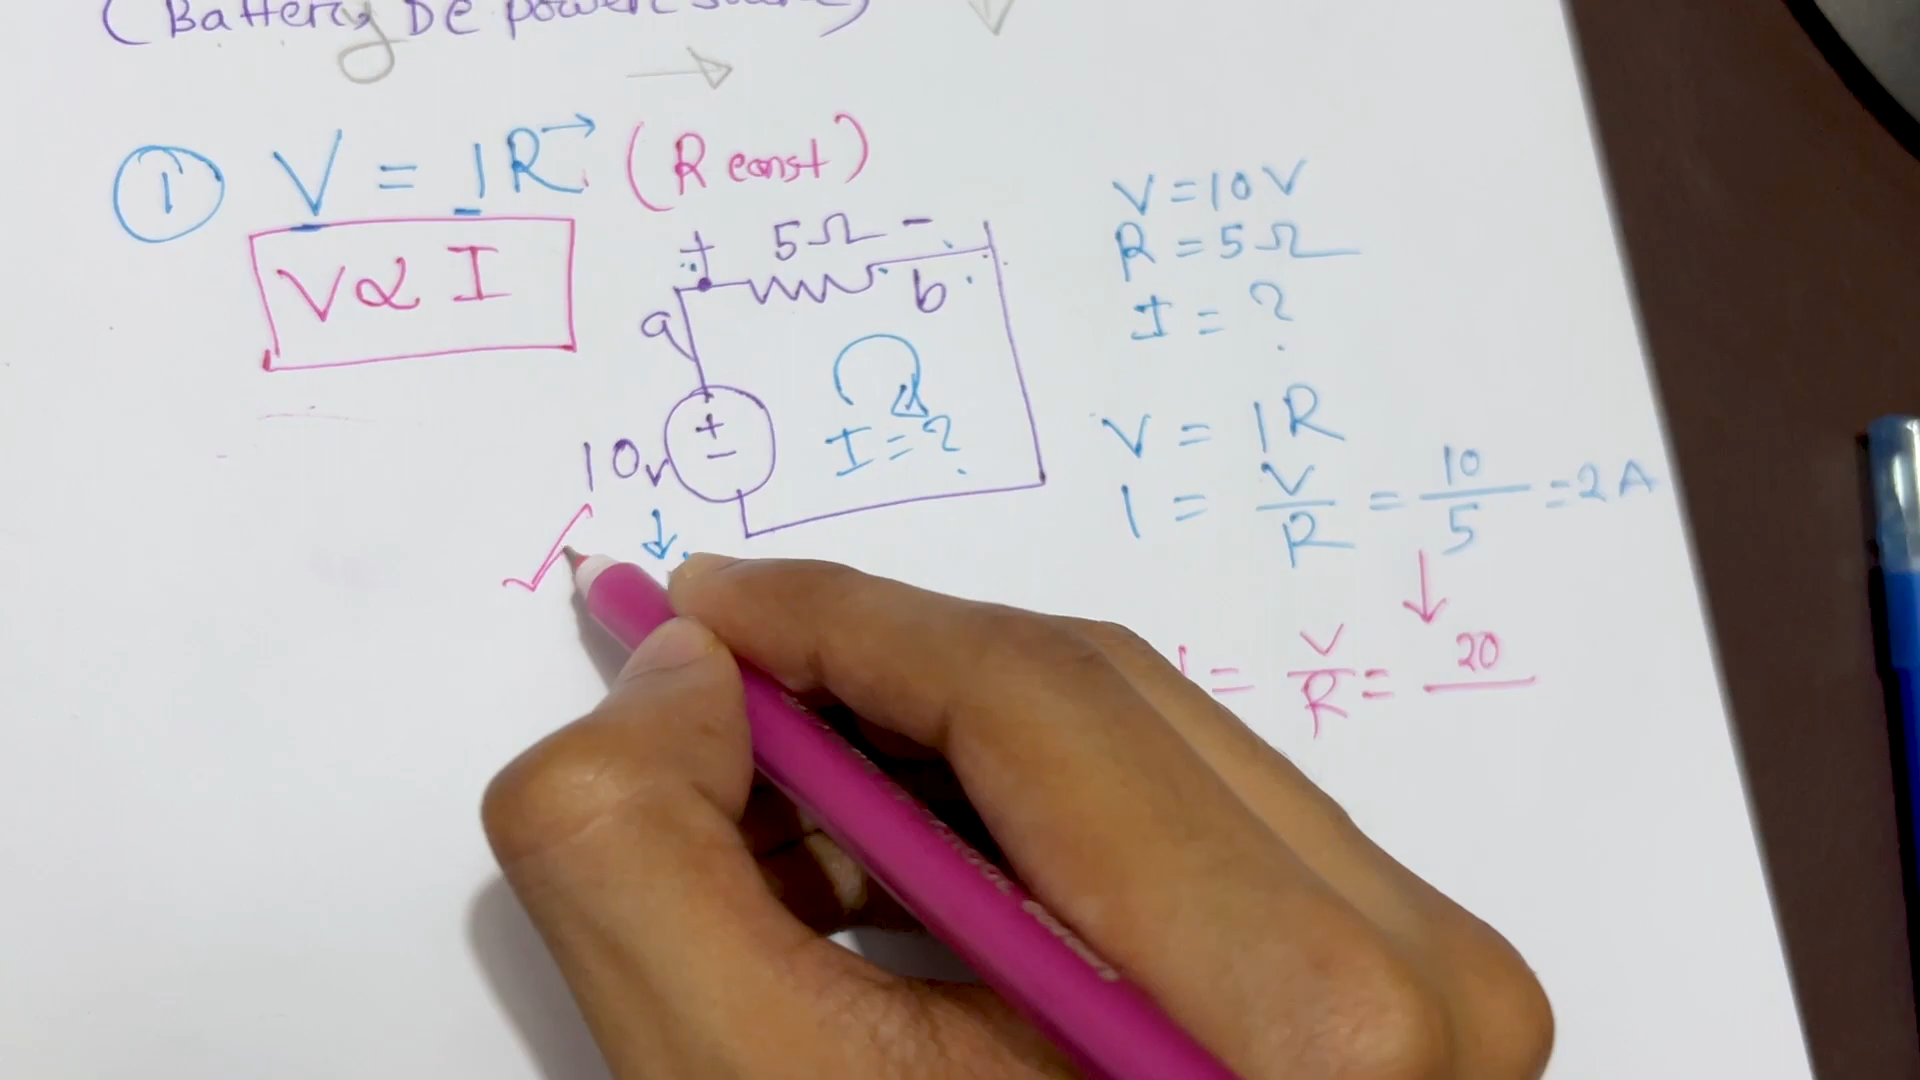 (Battery, DC power
① V = IR → (R const)
V ∝ I
+ 5Ω -
a b
10v + -
I = ?
V = 10V
R = 5Ω
I = ?
V = IR
I = V/R = 10/5 = 2A
I = V/R = 20